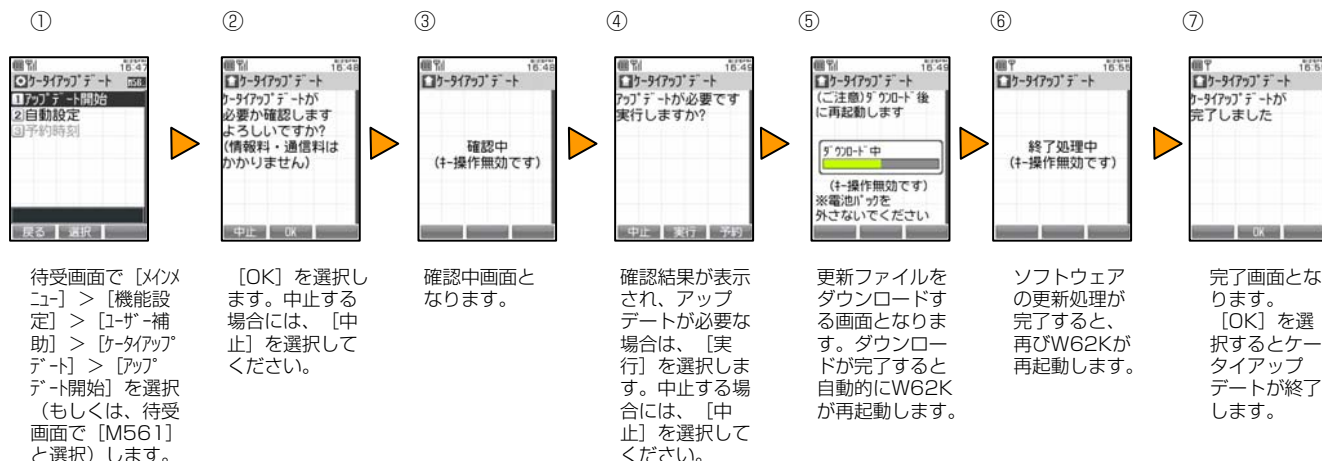 ①
②
③
④
⑤
⑥
⑦
16:47
ｹｰﾀｲｱｯﾌﾟﾃﾞｰﾄ
1ｱｯﾌﾟﾃﾞｰﾄ開始
2自動設定
3予約時刻
戻る 選択
16:48
ｹｰﾀｲｱｯﾌﾟﾃﾞｰﾄ
ｹｰﾀｲｱｯﾌﾟﾃﾞｰﾄが
必要か確認します
よろしいですか?
(情報料・通信料は
かかりません)
中止 OK
16:48
ｹｰﾀｲｱｯﾌﾟﾃﾞｰﾄ
確認中
(ｷｰ操作無効です)
16:49
ｹｰﾀｲｱｯﾌﾟﾃﾞｰﾄ
ｱｯﾌﾟﾃﾞｰﾄが必要です
実行しますか?
中止 実行 予約
16:49
ｹｰﾀｲｱｯﾌﾟﾃﾞｰﾄ
(ご注意)ﾀﾞｳﾝﾛｰﾄﾞ後
に再起動します
ﾀﾞｳﾝﾛｰﾄﾞ中
(ｷｰ操作無効です)
※電池ﾊﾟｯｸを
外さないでください
ｹｰﾀｲｱｯﾌﾟﾃﾞｰﾄ
終了処理中
(ｷｰ操作無効です)
ｹｰﾀｲｱｯﾌﾟﾃﾞｰﾄ
ｹｰﾀｲｱｯﾌﾟﾃﾞｰﾄが
完了しました
OK
待受画面で［ﾒｲﾝﾒ
ﾆｭｰ］＞［機能設
定］＞［ﾕｰｻﾞｰ補
助］＞［ｹｰﾀｲｱｯﾌﾟ
ﾃﾞｰﾄ］＞［ｱｯﾌﾟ
ﾃﾞｰﾄ開始］を選択
（もしくは、待受
画面で［M561］
と選択）します。
［OK］を選択し
ます。中止する
場合には、［中
止］を選択して
ください。
確認中画面と
なります。
確認結果が表示
され、アップ
デートが必要な
場合は、［実
行］を選択しま
す。中止する場
合には、［中
止］を選択して
ください。
更新ファイルを
ダウンロードす
る画面となりま
す。ダウンロー
ドが完了すると
自動的にW62K
が再起動します。
ソフトウェア
の更新処理が
完了すると、
再びW62Kが
再起動します。
完了画面とな
ります。
［OK］を選
択するとケー
タイアップ
デートが終了
します。